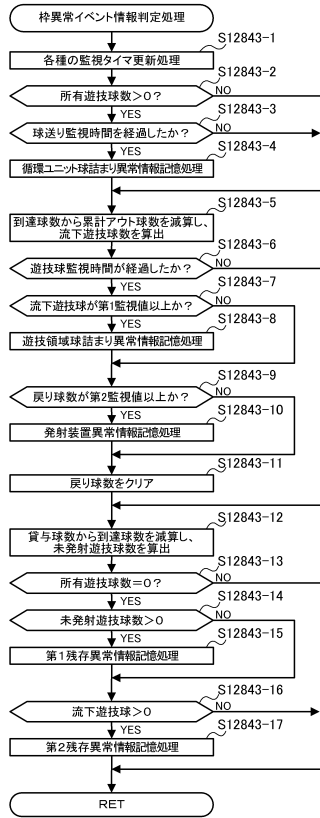 枠異常イベント情報判定処理
S12843-1
各種の監視タイマ更新処理
S12843-2
所有遊技球数＞0？
NO
YES
S12843-3
球送り監視時間を経過したか？
NO
YES
S12843-4
循環ユニット球詰まり異常情報記憶処理
S12843-5
到達球数から累計アウト球数を減算し、
流下遊技球数を算出
S12843-6
遊技球監視時間が経過したか？
NO
YES
S12843-7
流下遊技球が第1監視値以上か？
NO
YES
S12843-8
遊技領域球詰まり異常情報記憶処理
S12843-9
戻り球数が第2監視値以上か？
NO
YES
S12843-10
発射装置異常情報記憶処理
S12843-11
戻り球数をクリア
S12843-12
貸与球数から到達球数を減算し、
未発射遊技球数を算出
S12843-13
所有遊技球数＝0？
NO
YES
S12843-14
未発射遊技球数＞0
NO
YES
S12843-15
第1残存異常情報記憶処理
S12843-16
流下遊技球＞0
NO
YES
S12843-17
第2残存異常情報記憶処理
RET